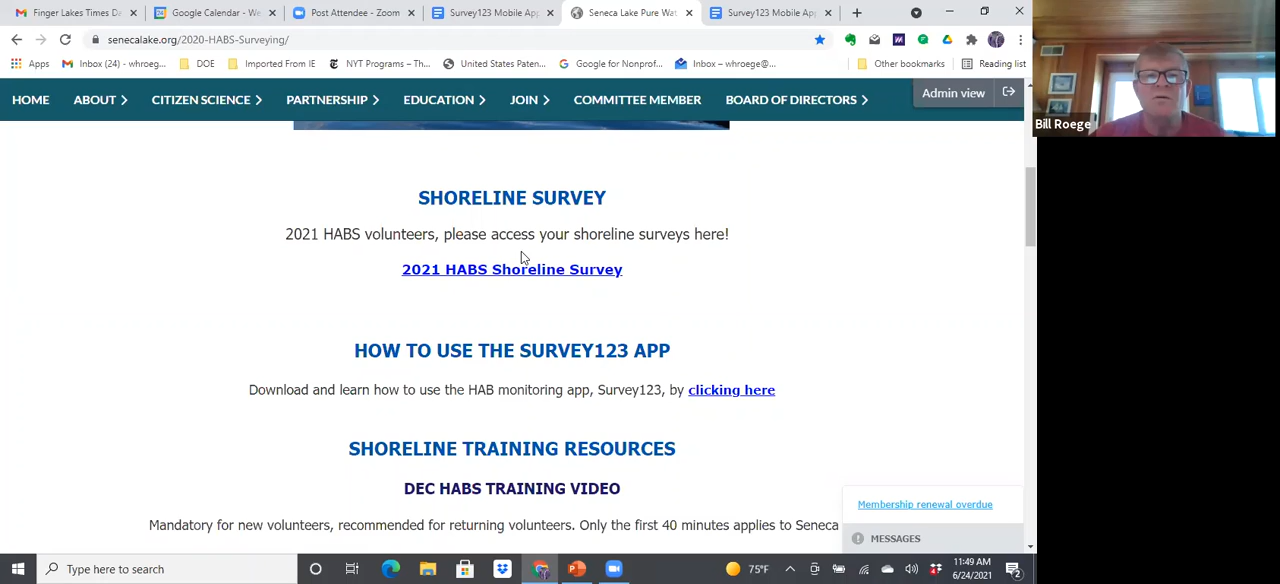 Finger Lakes Times Da
Google Calendar - We
Post Attendee - Zoom
Survey123 Mobile Ap
Seneca Lake Pure Wat
Survey123 Mobile Ap
senecalake.org/2020-HABS-Surveying/
Apps
Inbox (24) - whroeg...
DOE
Imported From IE
NYT Programs – Th...
United States Paten...
Google for Nonprof...
Inbox – whroege@...
Other bookmarks
Reading list
HOME
ABOUT
CITIZEN SCIENCE
PARTNERSHIP
EDUCATION
JOIN
COMMITTEE MEMBER
BOARD OF DIRECTORS
Admin view
Bill Roege
SHORELINE SURVEY
2021 HABS volunteers, please access your shoreline surveys here!
2021 HABS Shoreline Survey
HOW TO USE THE SURVEY123 APP
Download and learn how to use the HAB monitoring app, Survey123, by clicking here
SHORELINE TRAINING RESOURCES
DEC HABS TRAINING VIDEO
Mandatory for new volunteers, recommended for returning volunteers. Only the first 40 minutes applies to Seneca
Membership renewal overdue
MESSAGES
Type here to search
75°F
11:49 AM
6/24/2021
2